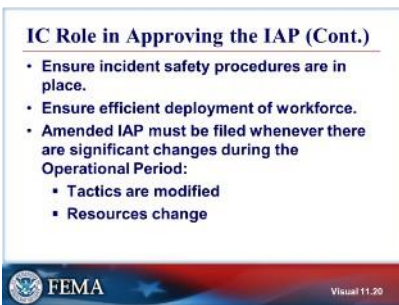 IC Role in Approving the IAP (Cont.)
• Ensure incident safety procedures are in
place.
• Ensure efficient deployment of workforce.
• Amended IAP must be filed whenever there
are significant changes during the
Operational Period:
▪ Tactics are modified
▪ Resources change
FEMA
Visual 11.20